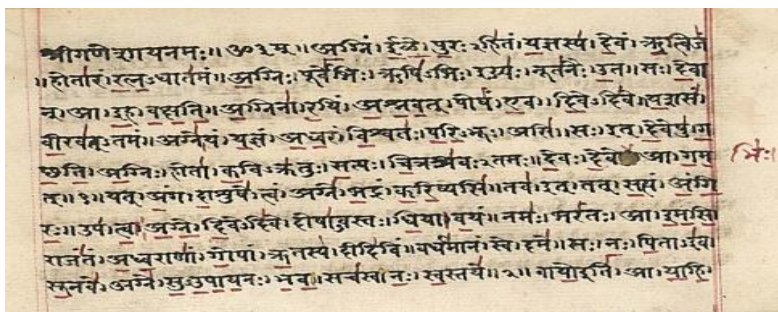 श्रीगणेशायनमः॥ॐ३म्॥अग्निं।ईळे।पुरःऽहितं।यज्ञस्य।देवं।ऋत्विजं
॥होतारं।रत्नऽधातमं॥अग्निः।पूर्वेभिः।ऋषिऽभिः।ईड्यः।नूतनैः।उत॥सः।देवा
न्।आ।इह।वक्षति॥अग्निना।रयिं।अश्नवत्।पोषं।एव।दिवेऽदिवे॥यशसं
वीरवत्ऽतमं॥अग्ने।यं।यज्ञं।अध्वरं।विश्वतः।परिऽभूः।असि॥सः।इत्।देवेषु।ग
च्छति॥अग्निः।होता।कविऽक्रतुः।सत्यः।चित्रश्रवःऽतमः॥देवः।देवे आ।गम
भिः।
त्॥१॥यत्।अंग।दाशुषे।त्वं।अग्ने।भद्रं।करिष्यसि॥तव।इत्।तत्।सत्यं।अंगि
रः॥उप।त्वा।अग्ने।दिवेऽदिवे।दोषाऽवस्तः।धिया।वयं॥नमः।भरंतः।आ।इमसि
राजंतं।अध्वराणां।गोपां।ऋतस्य।दीदिविं॥वर्धमानं।स्वे।दमे॥सः।नः।पिताऽइव
सूनवे।अग्ने।सुऽउपायनः।भव॥सचस्व।नः।स्वस्तये॥२॥वायोइति।आ।याहि